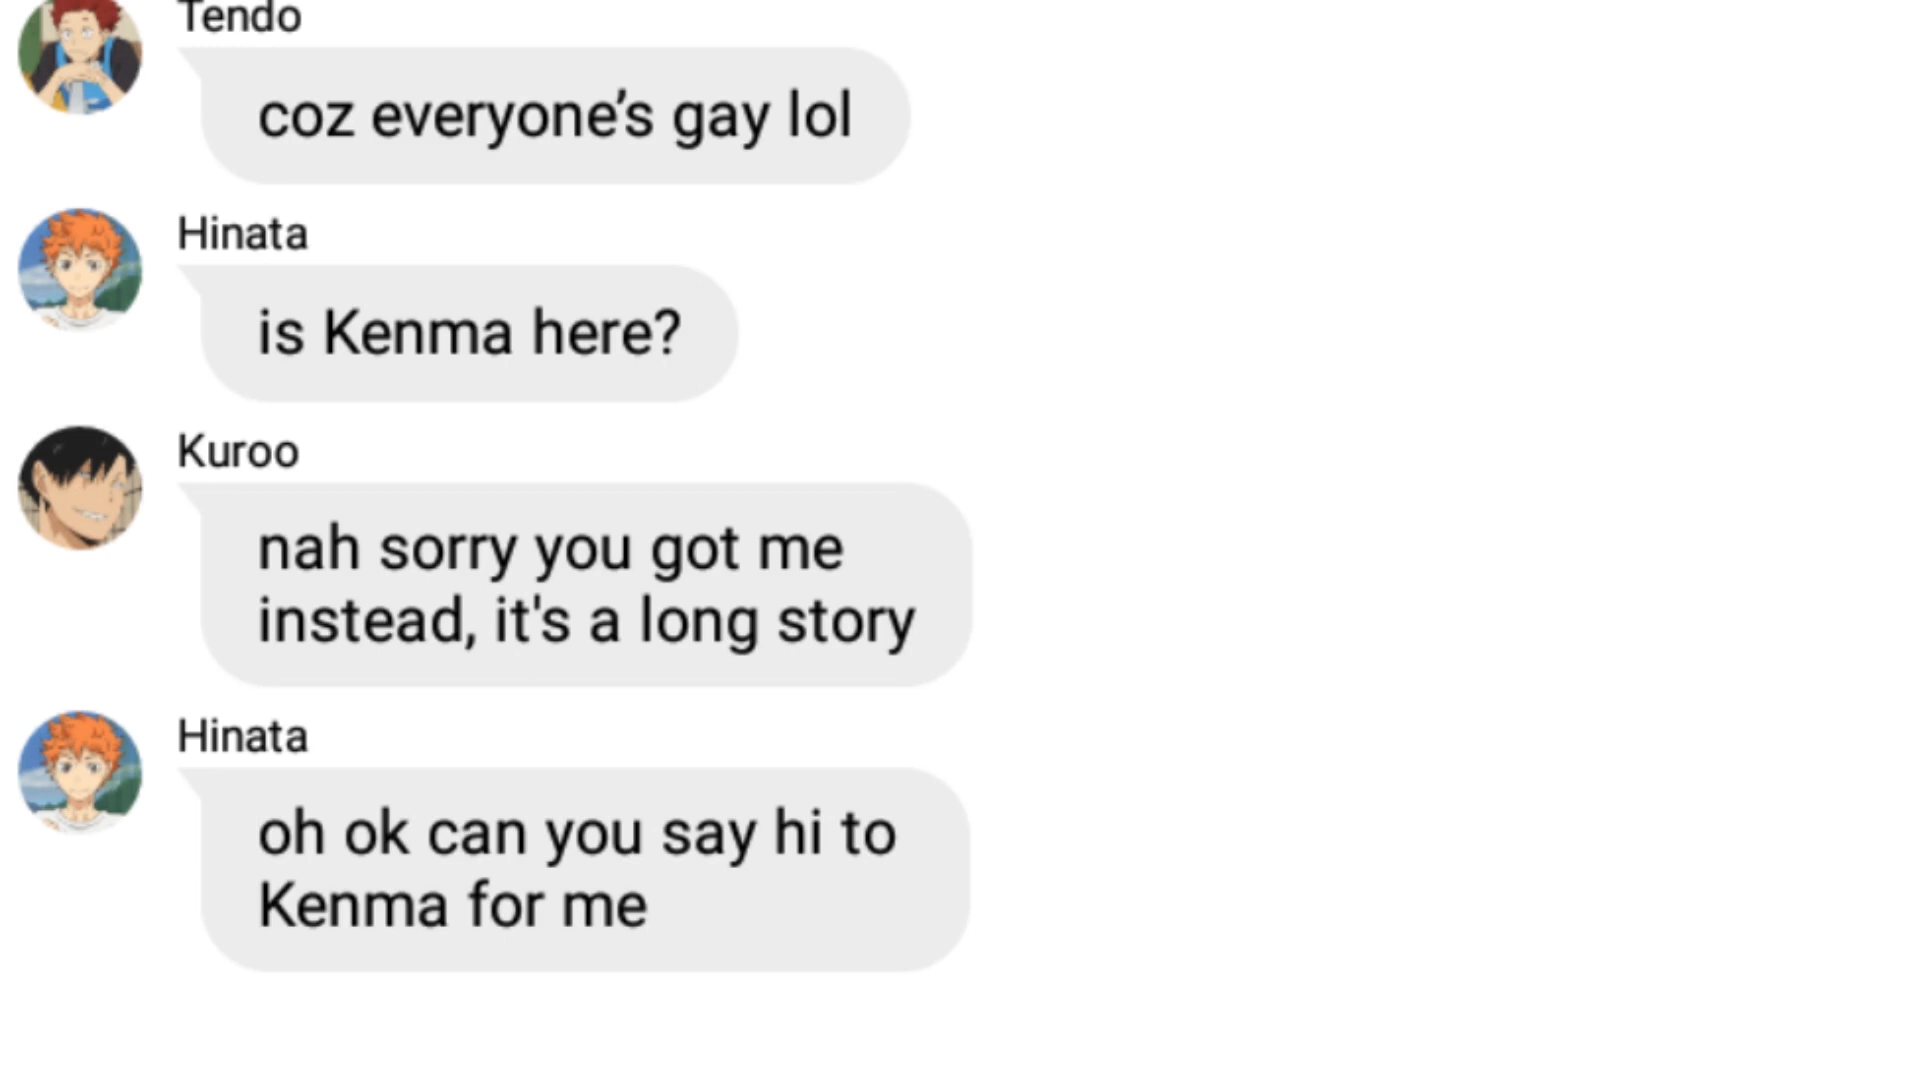 Tendo
coz everyone’s gay lol
Hinata
is Kenma here?
Kuroo
nah sorry you got me
instead, it's a long story
Hinata
oh ok can you say hi to
Kenma for me